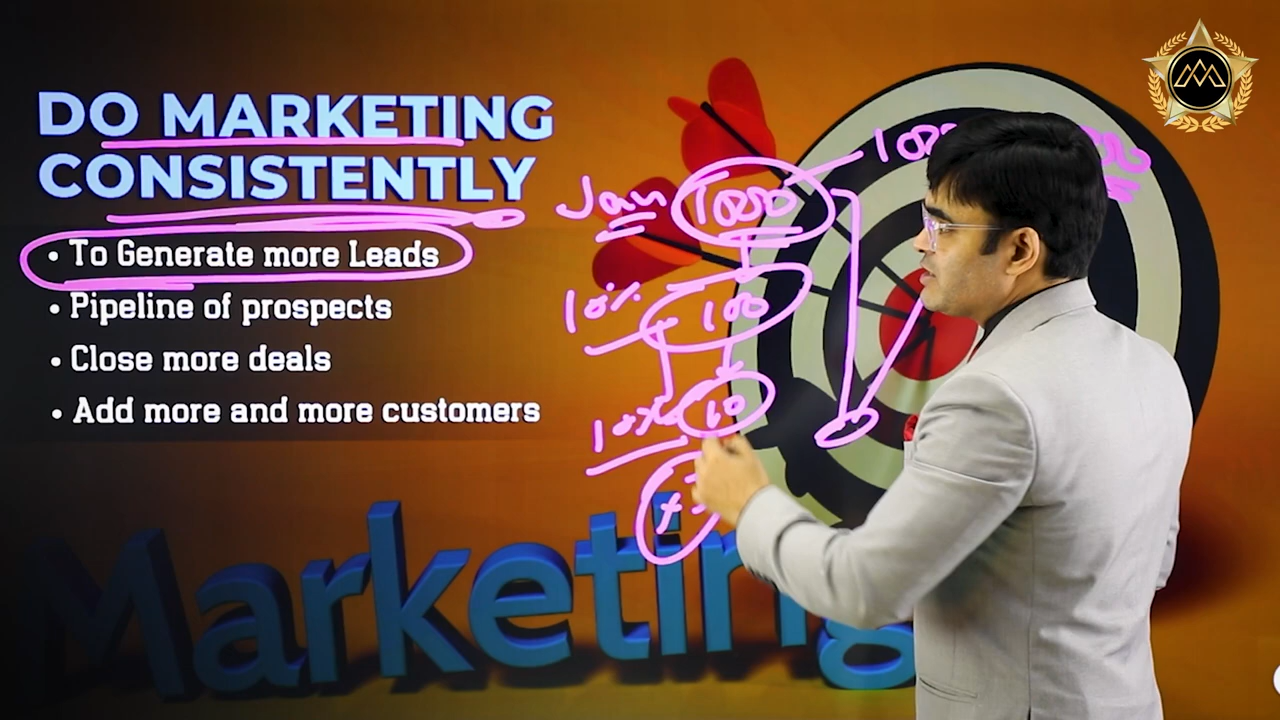 DO MARKETING
CONSISTENTLY
• To Generate more Leads
• Pipeline of prospects
• Close more deals
• Add more and more customers
Jan 1000
10% 100
10% 10
Marketing